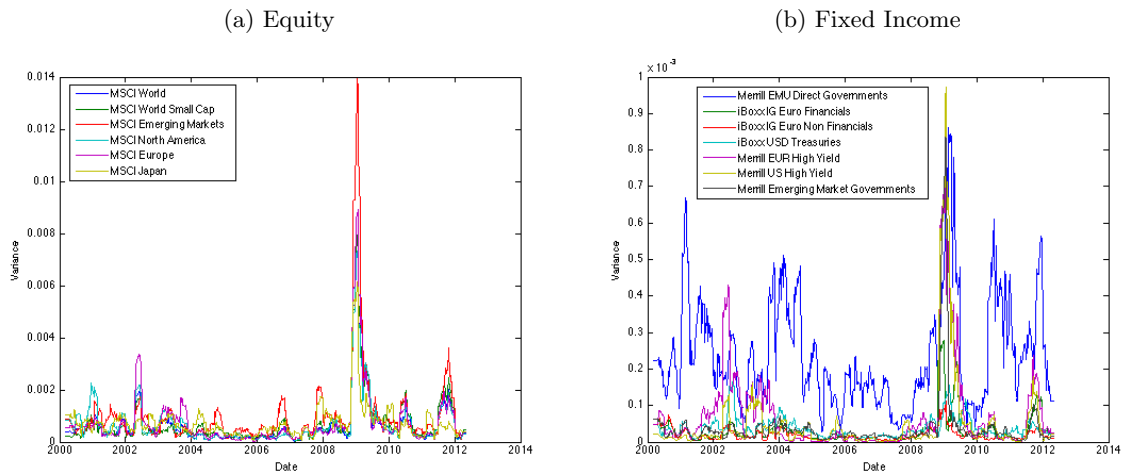 (a) Equity
0.014
0.012
0.01
0.008
0.006
0.004
0.002
0
Variance
MSCI World
MSCI World Small Cap
MSCI Emerging Markets
MSCI North America
MSCI Europe
MSCI Japan
2000 2002 2004 2006 2008 2010 2012 2014
Date
(b) Fixed Income
x 10^-3
1
0.9
0.8
0.7
0.6
0.5
0.4
0.3
0.2
0.1
0
Variance
Merrill EMU Direct Governments
iBoxx IG Euro Financials
iBoxx IG Euro Non Financials
iBoxx USD Treasuries
Merrill EUR High Yield
Merrill US High Yield
Merrill Emerging Market Governments
2000 2002 2004 2006 2008 2010 2012 2014
Date